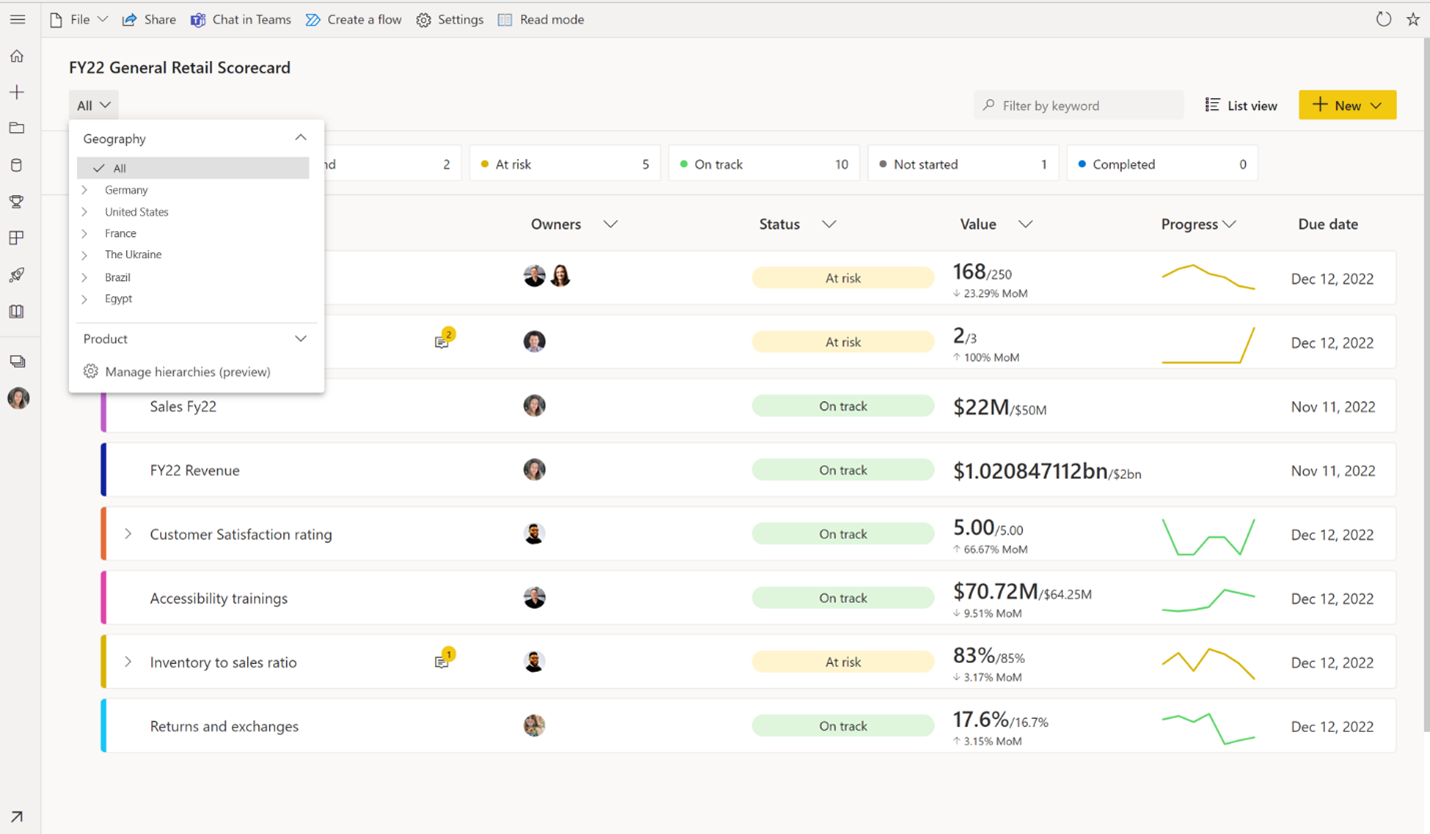 File Share Chat in Teams Create a flow Settings Read mode
FY22 General Retail Scorecard
All Filter by keyword List view New
Geography
All
Germany
United States
France
The Ukraine
Brazil
Egypt
Product
Manage hierarchies (preview)
2 At risk 5 On track 10 Not started 1 Completed 0
Owners Status Value Progress Due date
At risk 168/250 Dec 12, 2022
↓ 23.29% MoM
2 At risk 2/3 Dec 12, 2022
↑ 100% MoM
Sales Fy22 On track $22M/$50M Nov 11, 2022
FY22 Revenue On track $1.020847112bn/$2bn Nov 11, 2022
Customer Satisfaction rating On track 5.00/5.00 Dec 12, 2022
↑ 66.67% MoM
Accessibility trainings On track $70.72M/$64.25M Dec 12, 2022
↓ 9.51% MoM
Inventory to sales ratio 1 At risk 83%/85% Dec 12, 2022
↓ 3.17% MoM
Returns and exchanges On track 17.6%/16.7% Dec 12, 2022
↑ 3.15% MoM